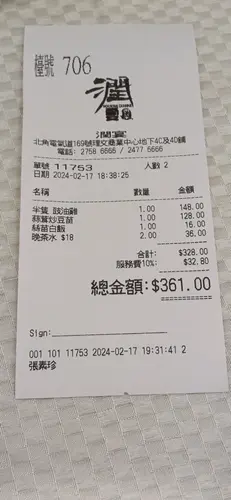 檯號 706
潤
潤宴
北角電氣道169號理文商業中心地下4C及4D舖
電話: 2758 6666 / 2477 5666
單號 11753 人數 2
日期 2024-02-17 18:38:25
名稱 數量 金額
半隻 豉油雞 1.00 148.00
蒜茸炒豆苗 1.00 128.00
絲苗白飯 1.00 16.00
晚茶水 $18 2.00 36.00
合計: $328.00
服務費10%: $32.80
總金額: $361.00
Sign:
001 101 11753 2024-02-17 19:31:41 2
張素珍